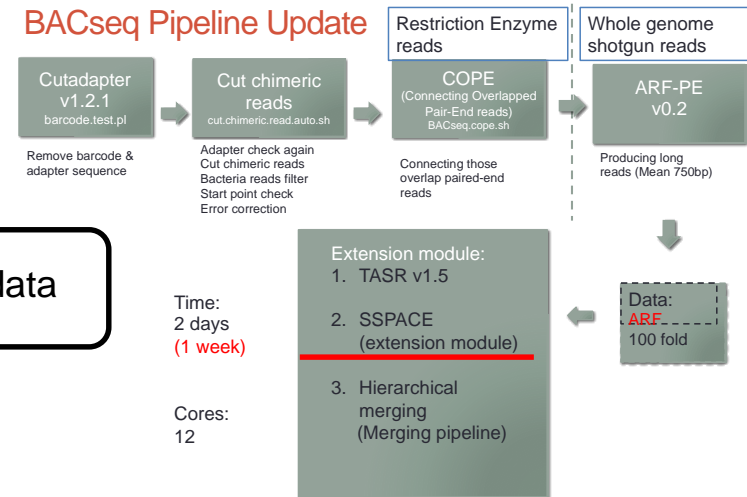 BACseq Pipeline Update
Restriction Enzyme
reads
Whole genome
shotgun reads
Cutadapter
v1.2.1
barcode.test.pl
Cut chimeric
reads
cut.chimeric.read.auto.sh
COPE
(Connecting Overlapped
Pair-End reads)
BACseq.cope.sh
ARF-PE
v0.2
Remove barcode &
adapter sequence
Adapter check again
Cut chimeric reads
Bacteria reads filter
Start point check
Error correction
Connecting those
overlap paired-end
reads
Producing long
reads (Mean 750bp)
Time:
2 days
(1 week)
Cores:
12
Extension module:
1. TASR v1.5
2. SSPACE
(extension module)
3. Hierarchical
merging
(Merging pipeline)
Data:
ARF
100 fold